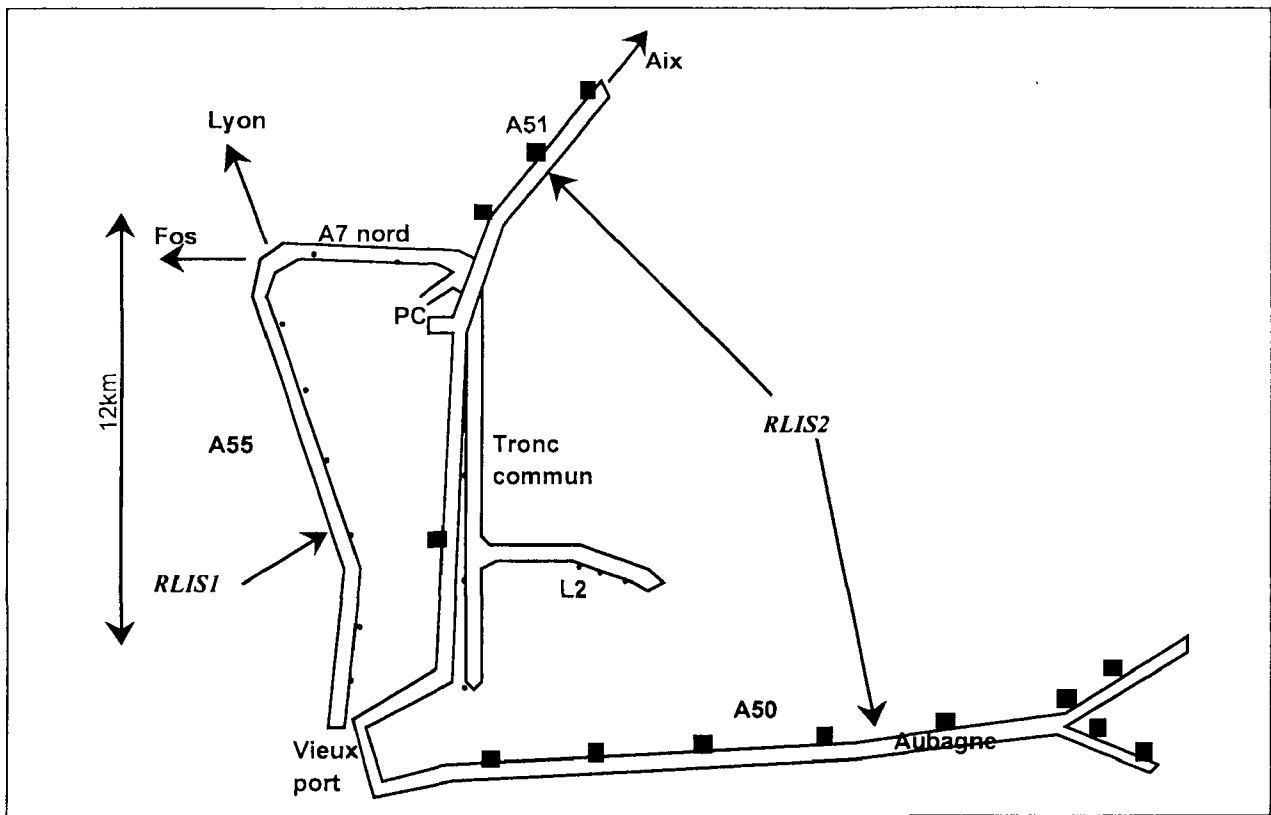 Aix
A51
Lyon
Fos
A7 nord
PC
12km
A55
Tronc
commun
RLIS2
RLIS1
L2
A50
Aubagne
Vieux
port